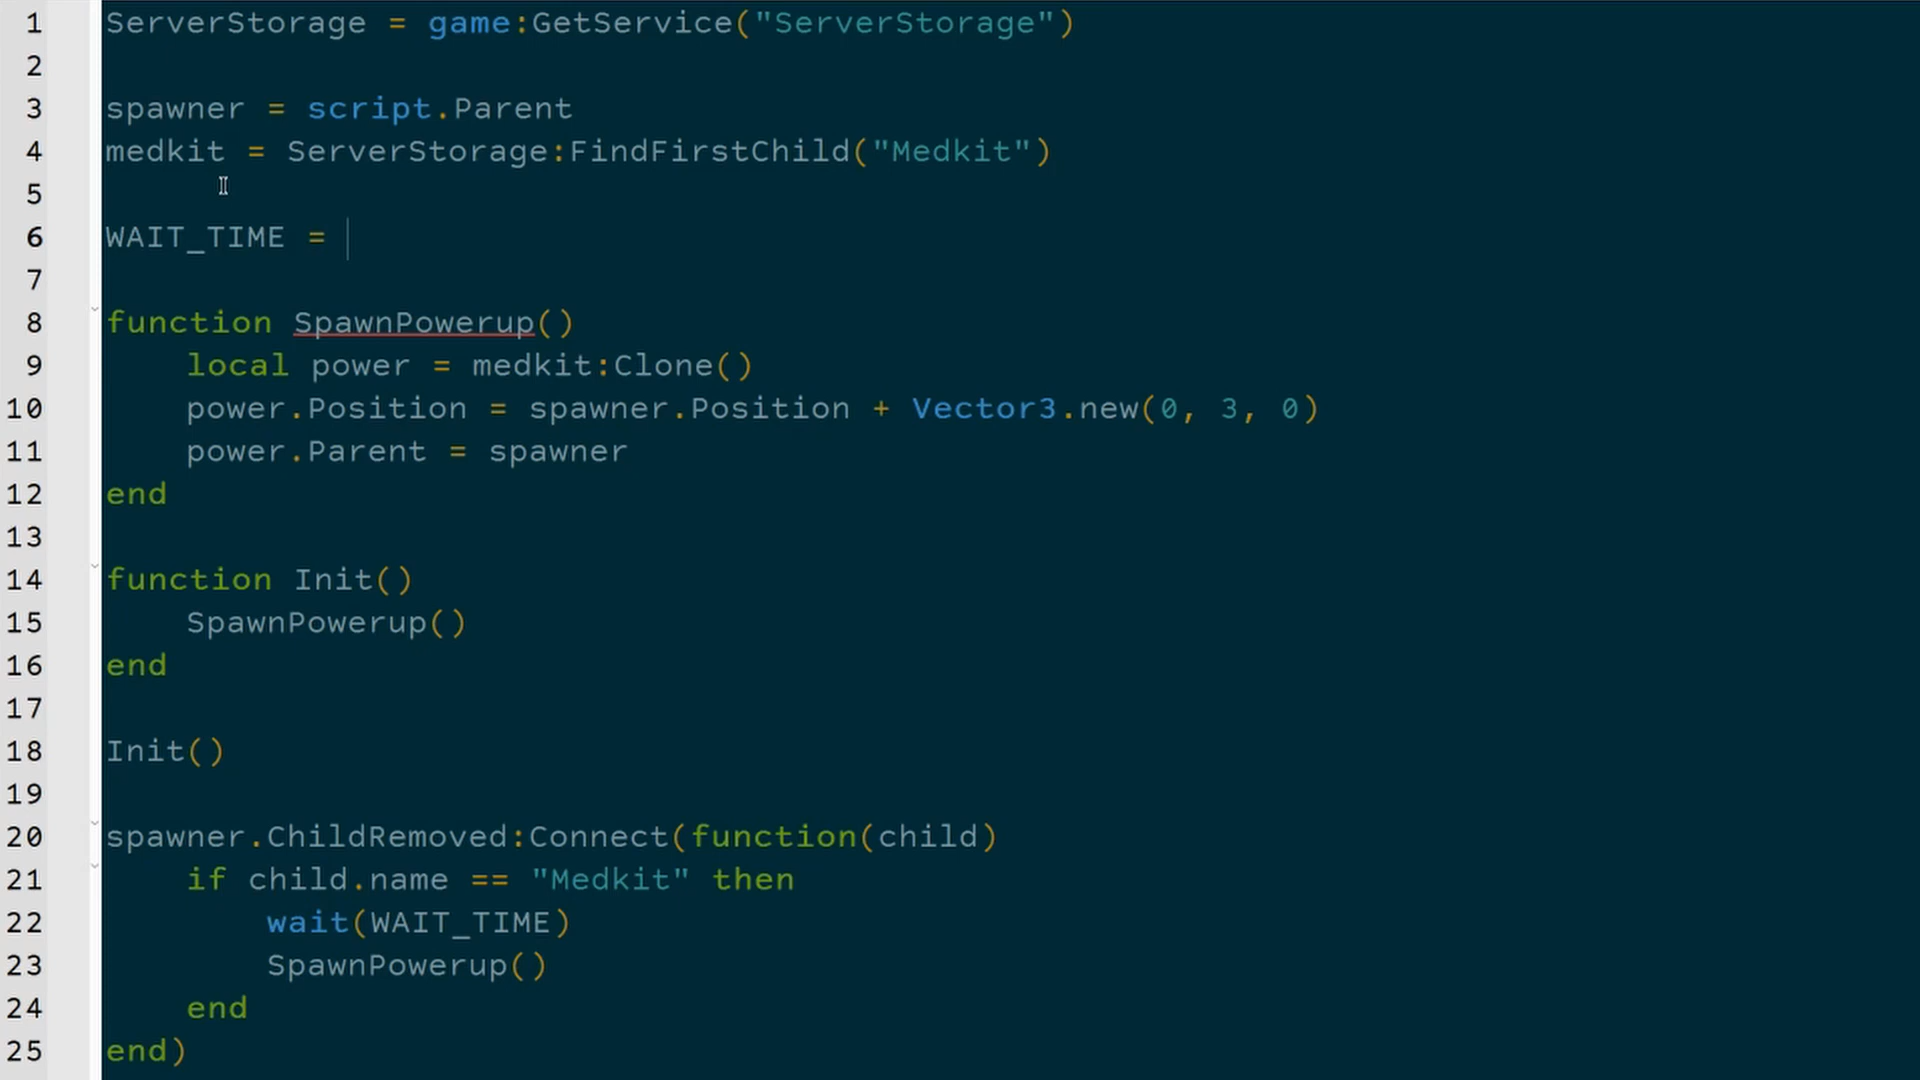 1 ServerStorage = game:GetService("ServerStorage")
2
3 spawner = script.Parent
4 medkit = ServerStorage:FindFirstChild("Medkit")
5
6 WAIT_TIME =
7
8 function SpawnPowerup()
9     local power = medkit:Clone()
10     power.Position = spawner.Position + Vector3.new(0, 3, 0)
11     power.Parent = spawner
12 end
13
14 function Init()
15     SpawnPowerup()
16 end
17
18 Init()
19
20 spawner.ChildRemoved:Connect(function(child)
21     if child.name == "Medkit" then
22         wait(WAIT_TIME)
23         SpawnPowerup()
24     end
25 end)